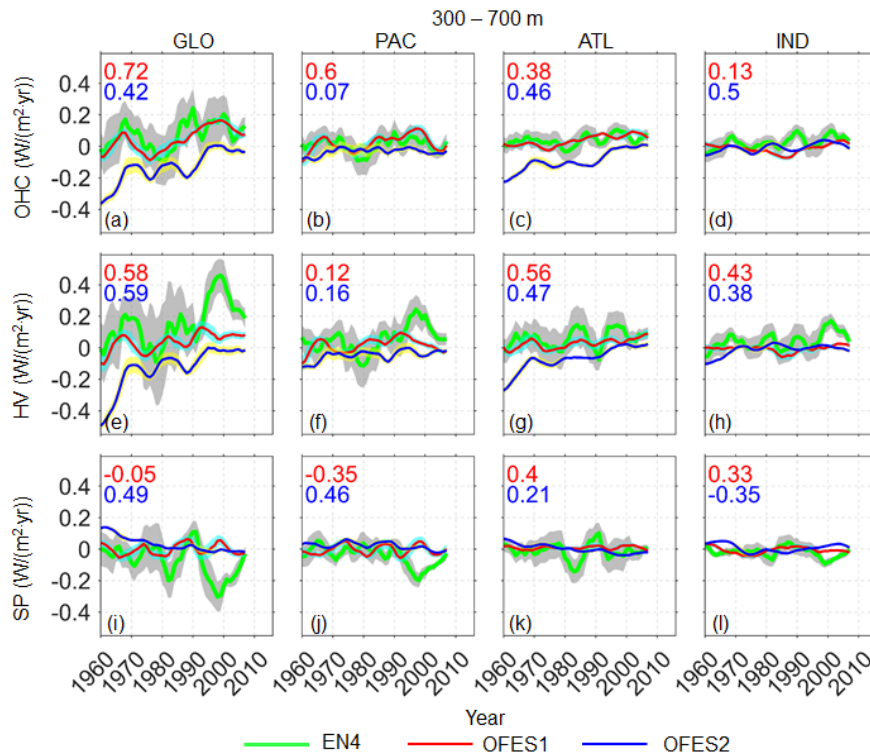 300 – 700 m
GLO PAC ATL IND
OHC (W/(m²·yr))
0.4 0.2 0 -0.2 -0.4
0.72 0.6 0.38 0.13
0.42 0.07 0.46 0.5
(a) (b) (c) (d)
HV (W/(m²·yr))
0.4 0.2 0 -0.2 -0.4
0.58 0.12 0.56 0.43
0.59 0.16 0.47 0.38
(e) (f) (g) (h)
SP (W/(m²·yr))
0.4 0.2 0 -0.2 -0.4
-0.05 -0.35 0.4 0.33
0.49 0.46 0.21 -0.35
(i) (j) (k) (l)
1960 1970 1980 1990 2000 2010 1960 1970 1980 1990 2000 2010 1960 1970 1980 1990 2000 2010 1960 1970 1980 1990 2000 2010
Year
EN4 OFES1 OFES2